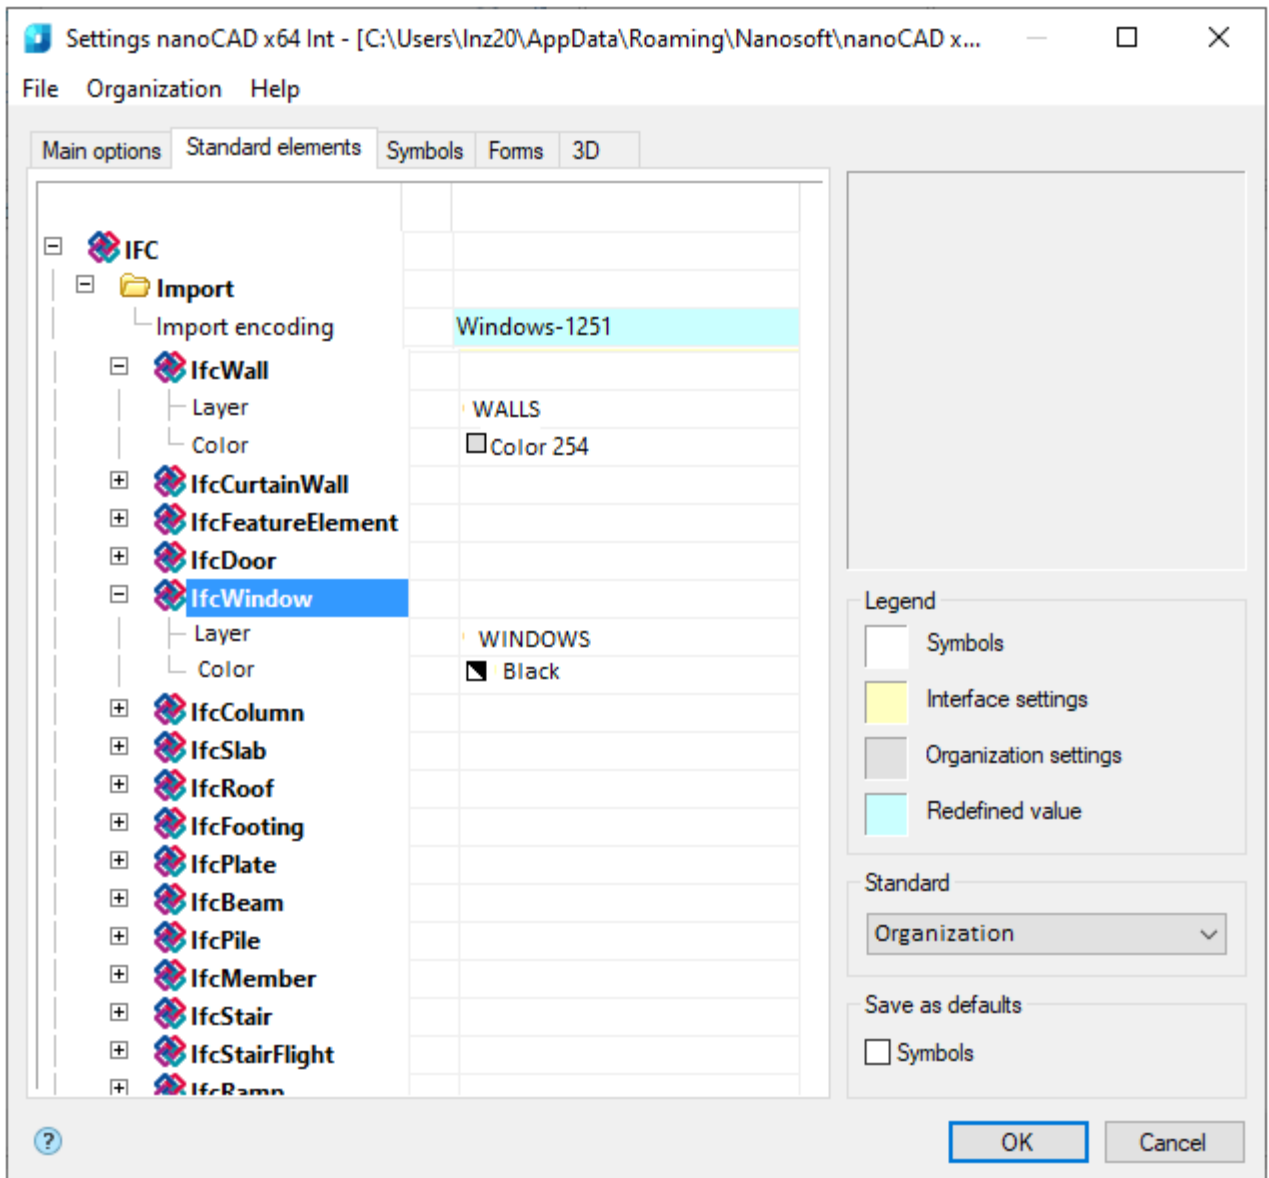 Settings nanoCAD x64 Int - [C:\Users\Inz20\AppData\Roaming\Nanosoft\nanoCAD x...
File Organization Help
Main options Standard elements Symbols Forms 3D
IFC
Import
Import encoding Windows-1251
IfcWall
Layer WALLS
Color Color 254
IfcCurtainWall
IfcFeatureElement
IfcDoor
IfcWindow
Layer WINDOWS
Color Black
IfcColumn
IfcSlab
IfcRoof
IfcFooting
IfcPlate
IfcBeam
IfcPile
IfcMember
IfcStair
IfcStairFlight
IfcRamp
Legend
Symbols
Interface settings
Organization settings
Redefined value
Standard
Organization
Save as defaults
Symbols
?
OK Cancel